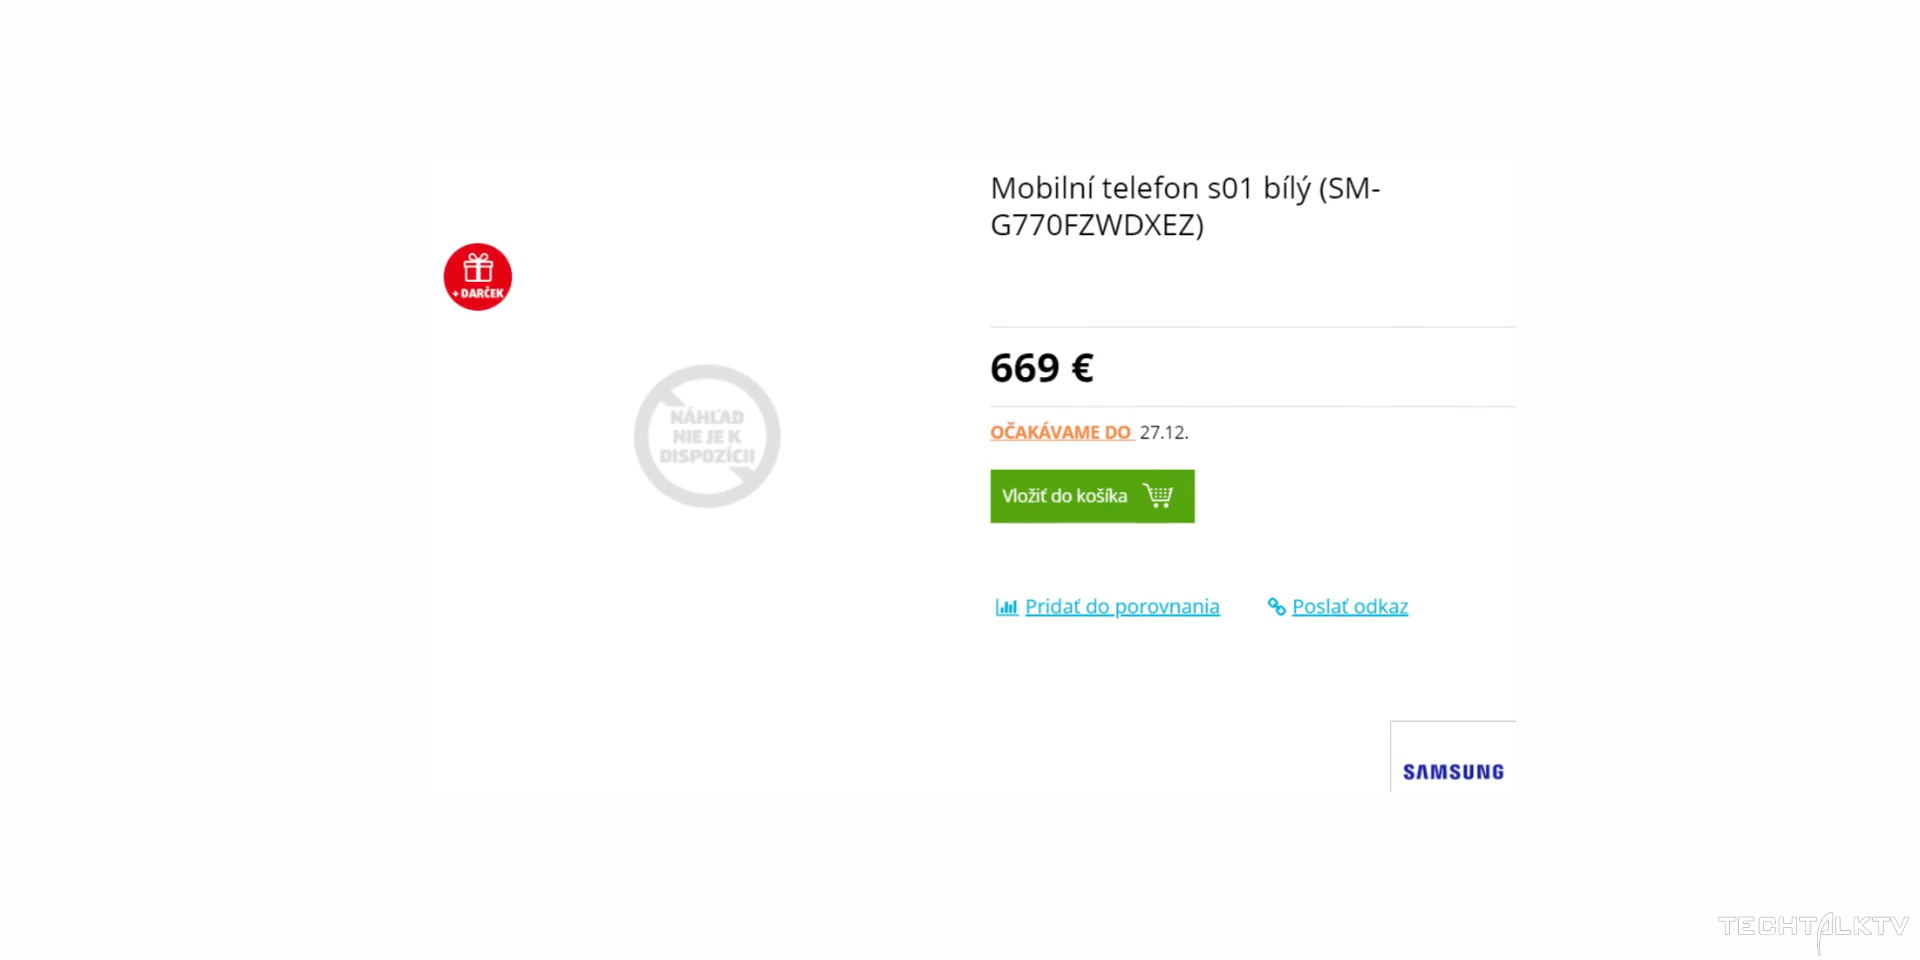 Mobilní telefon s01 bílý (SM-
G770FZWDXEZ)
+ DARČEK
669 €
NÁHĽAD
NIE JE K
DISPOZÍCII
OČAKÁVAME DO 27.12.
Vložiť do košíka
Pridať do porovnania
Poslať odkaz
SAMSUNG
TECHTALKTV